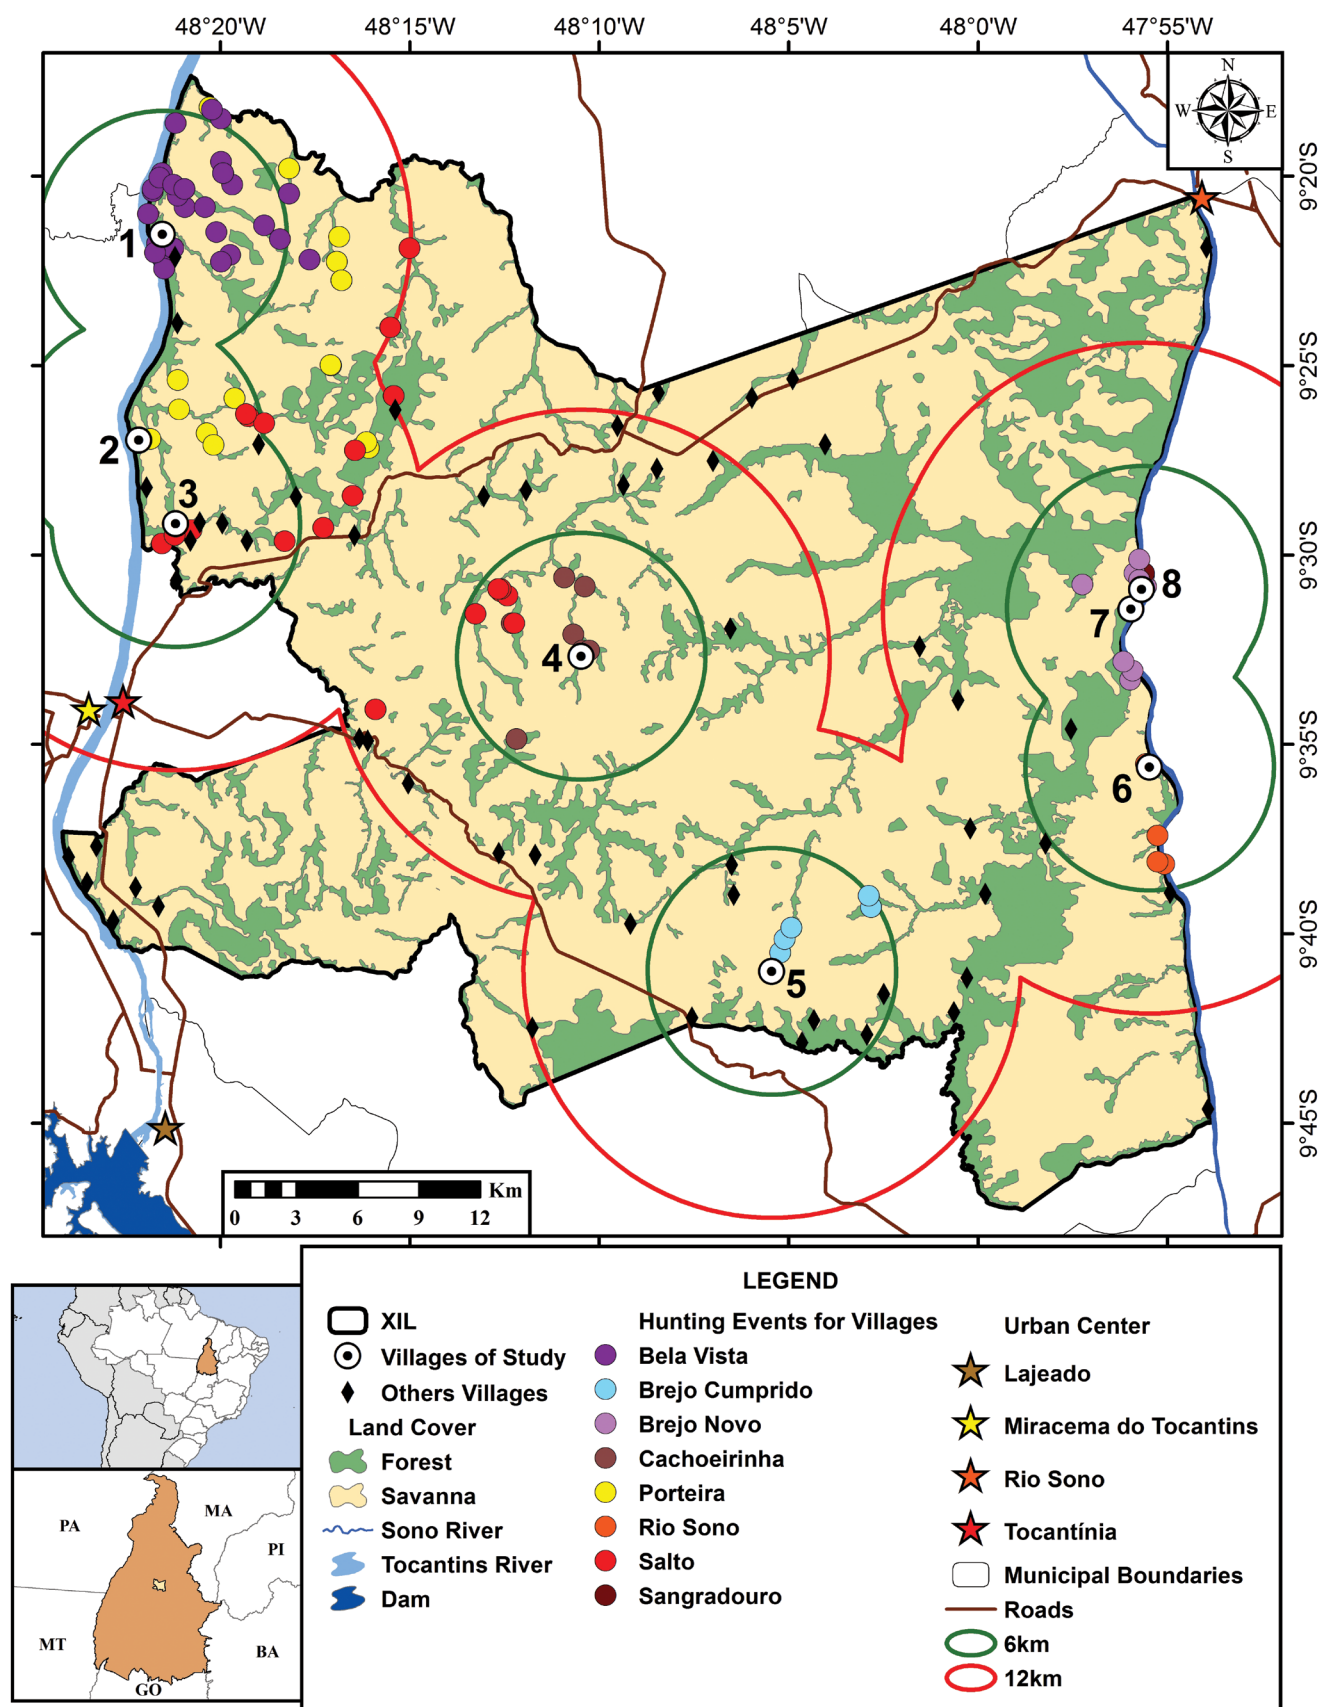 48°20'W 48°15'W 48°10'W 48°5'W 48°0'W 47°55'W
N
W E
S
9°20'S
9°25'S
9°30'S
9°35'S
9°40'S
9°45'S
1
2
3
4
5
6
7
8
Km
0 3 6 9 12
LEGEND
XIL
Villages of Study
Others Villages
Land Cover
Forest
Savanna
Sono River
Tocantins River
Dam
Hunting Events for Villages
Bela Vista
Brejo Cumprido
Brejo Novo
Cachoeirinha
Porteira
Rio Sono
Salto
Sangradouro
Urban Center
Lajeado
Miracema do Tocantins
Rio Sono
Tocantínia
Municipal Boundaries
Roads
6km
12km
PA
MA
PI
MT
BA
GO